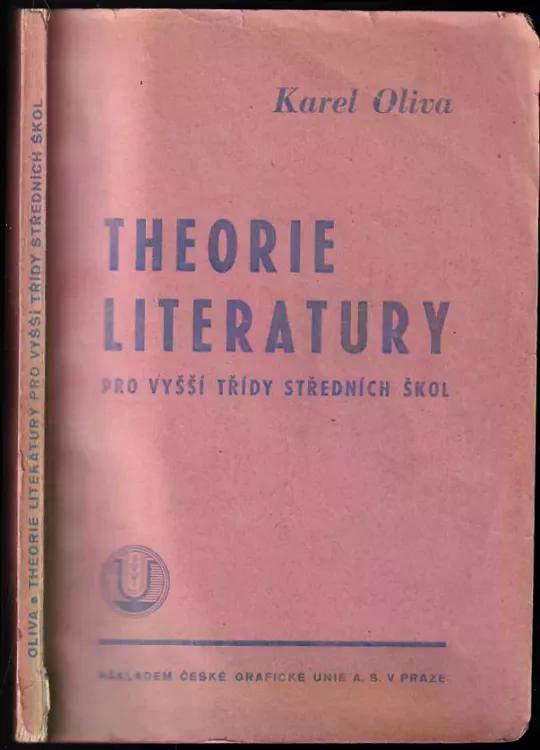 Karel Oliva
THEORIE
LITERATURY
PRO VYŠŠÍ TŘÍDY STŘEDNÍCH ŠKOL
U
NÁKLADEM ČESKÉ GRAFICKÉ UNIE A. S. V PRAZE
OLIVA • THEORIE LITERATURY PRO VYŠŠÍ TŘÍDY STŘEDNÍCH ŠKOL